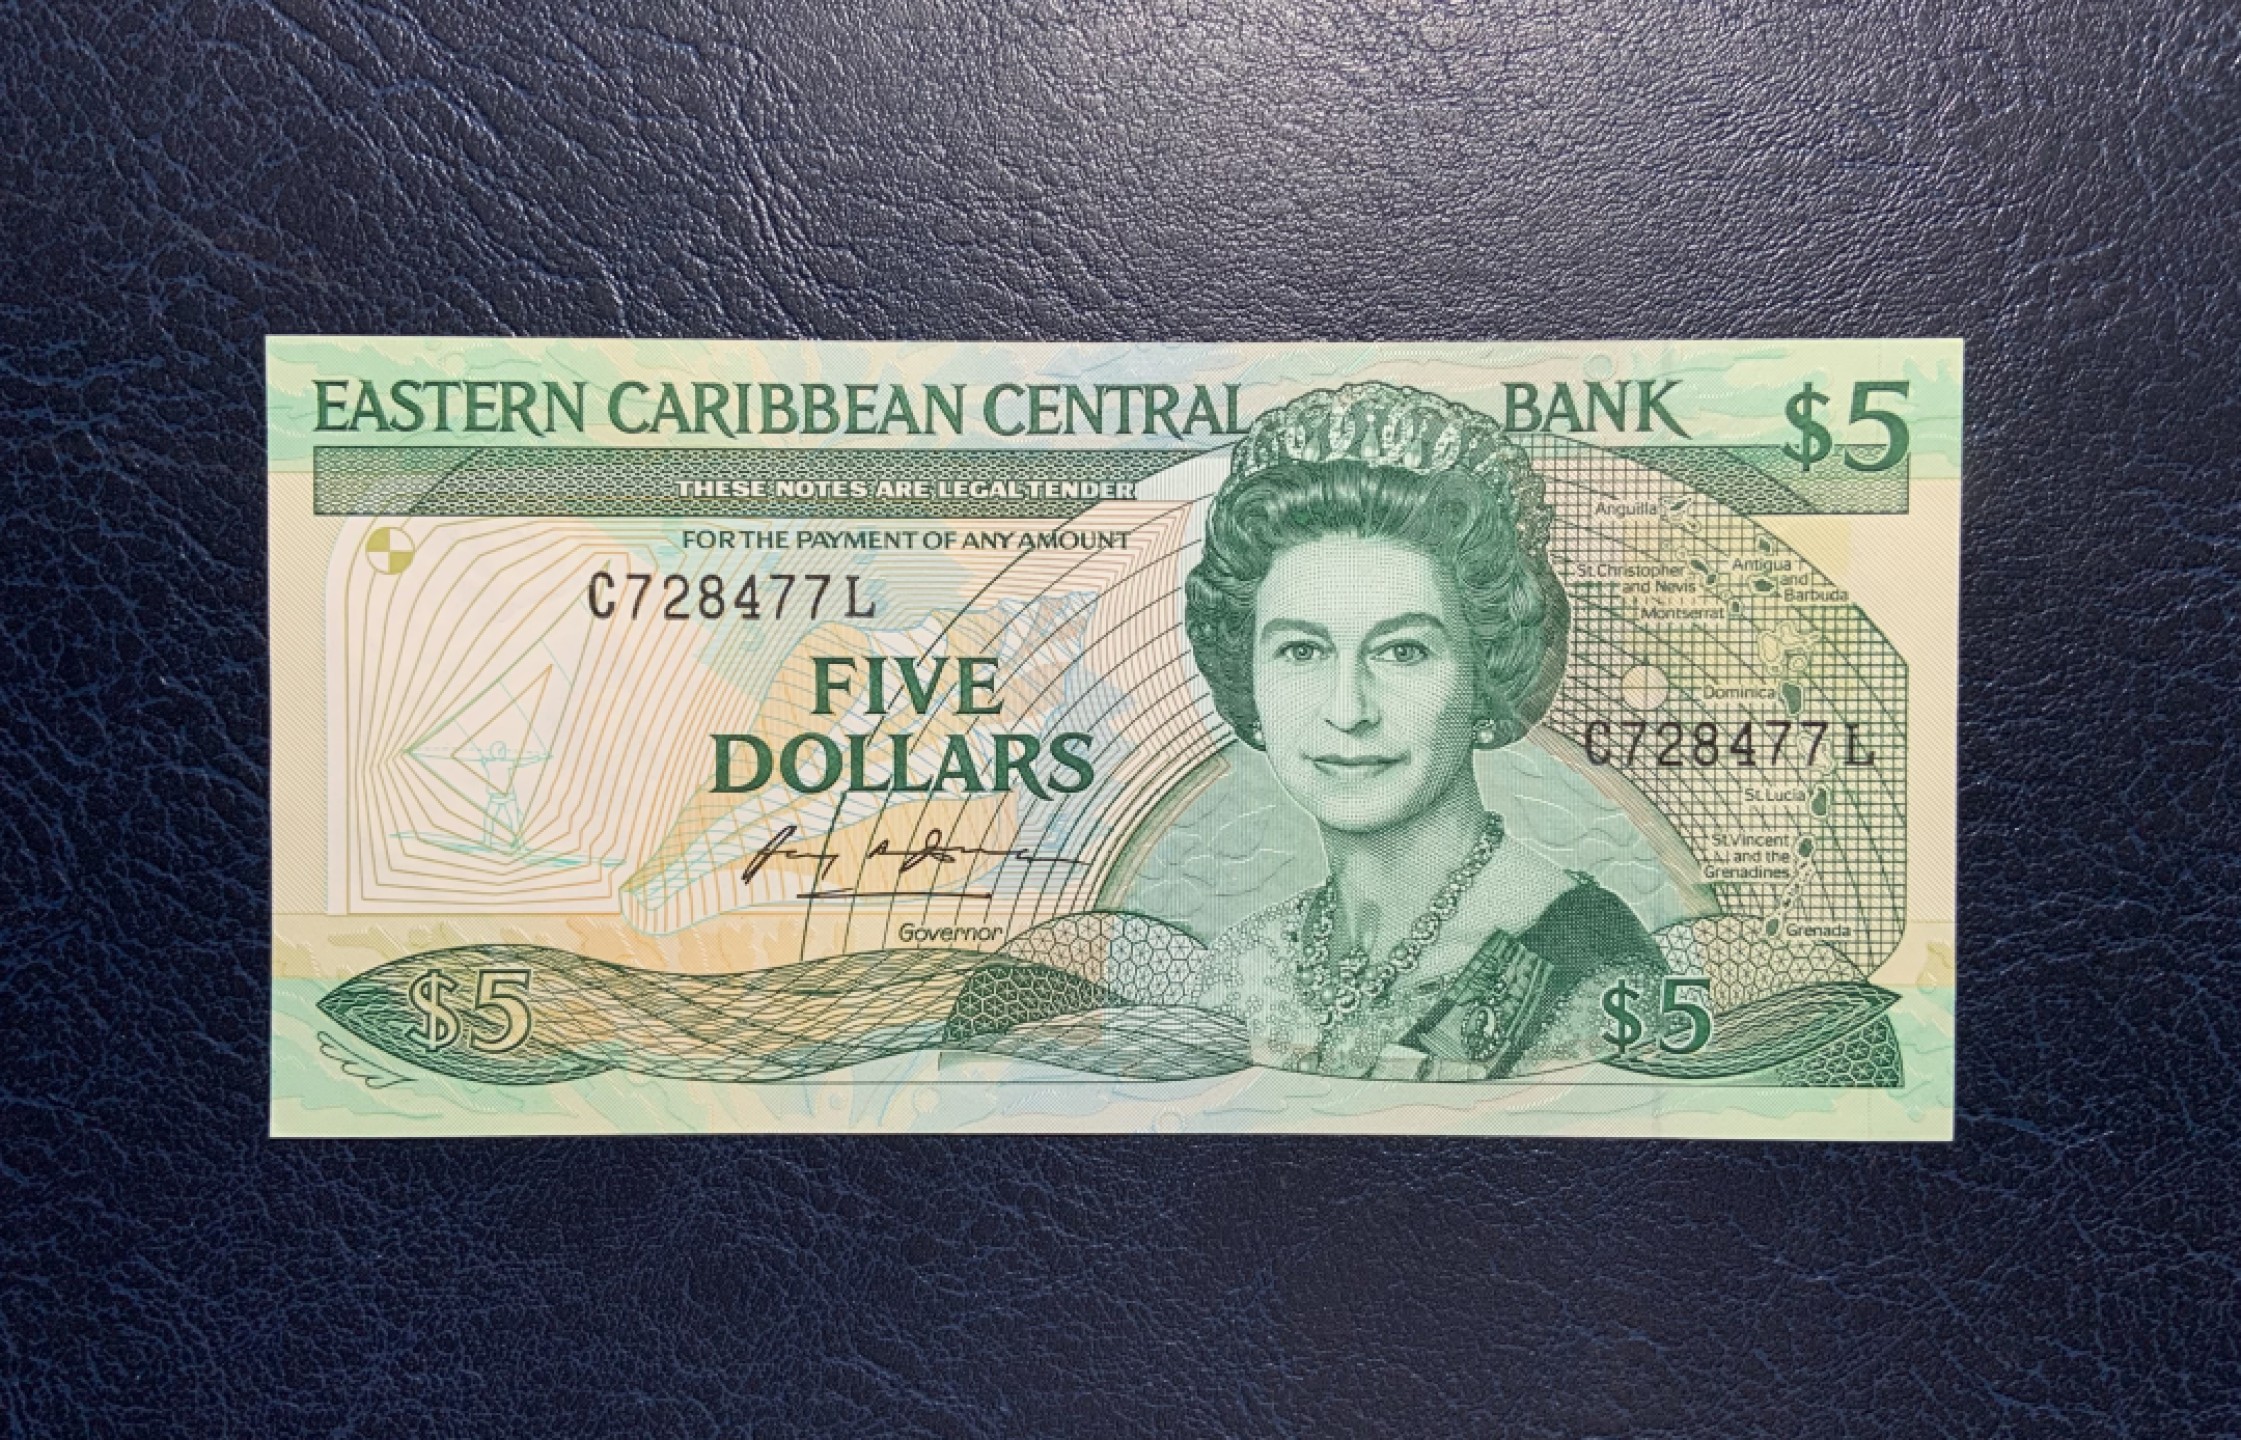 EASTERN CARIBBEAN CENTRAL BANK $5
THESE NOTES ARE LEGAL TENDER
FOR THE PAYMENT OF ANY AMOUNT
C728477L
FIVE
DOLLARS
Governor
$5
Anguilla
St.Christopher
and Nevis
Antigua
and
Barbuda
Montserrat
Dominica
C728477L
St.Lucia
St.Vincent
and the
Grenadines
Grenada
$5